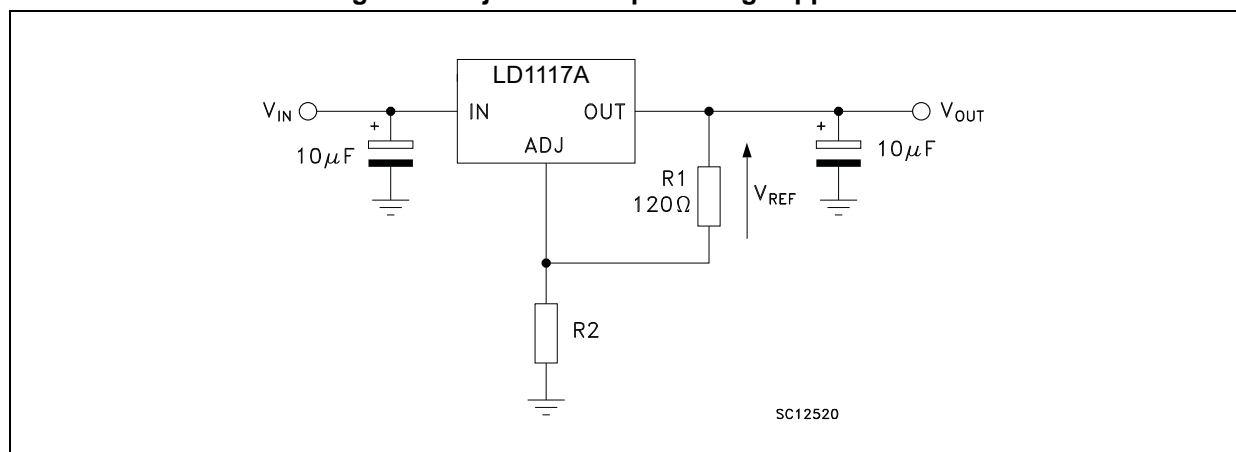 LD1117A
V_IN
IN
OUT
V_OUT
ADJ
+
10µF
R1
120Ω
V_REF
+
10µF
R2
SC12520